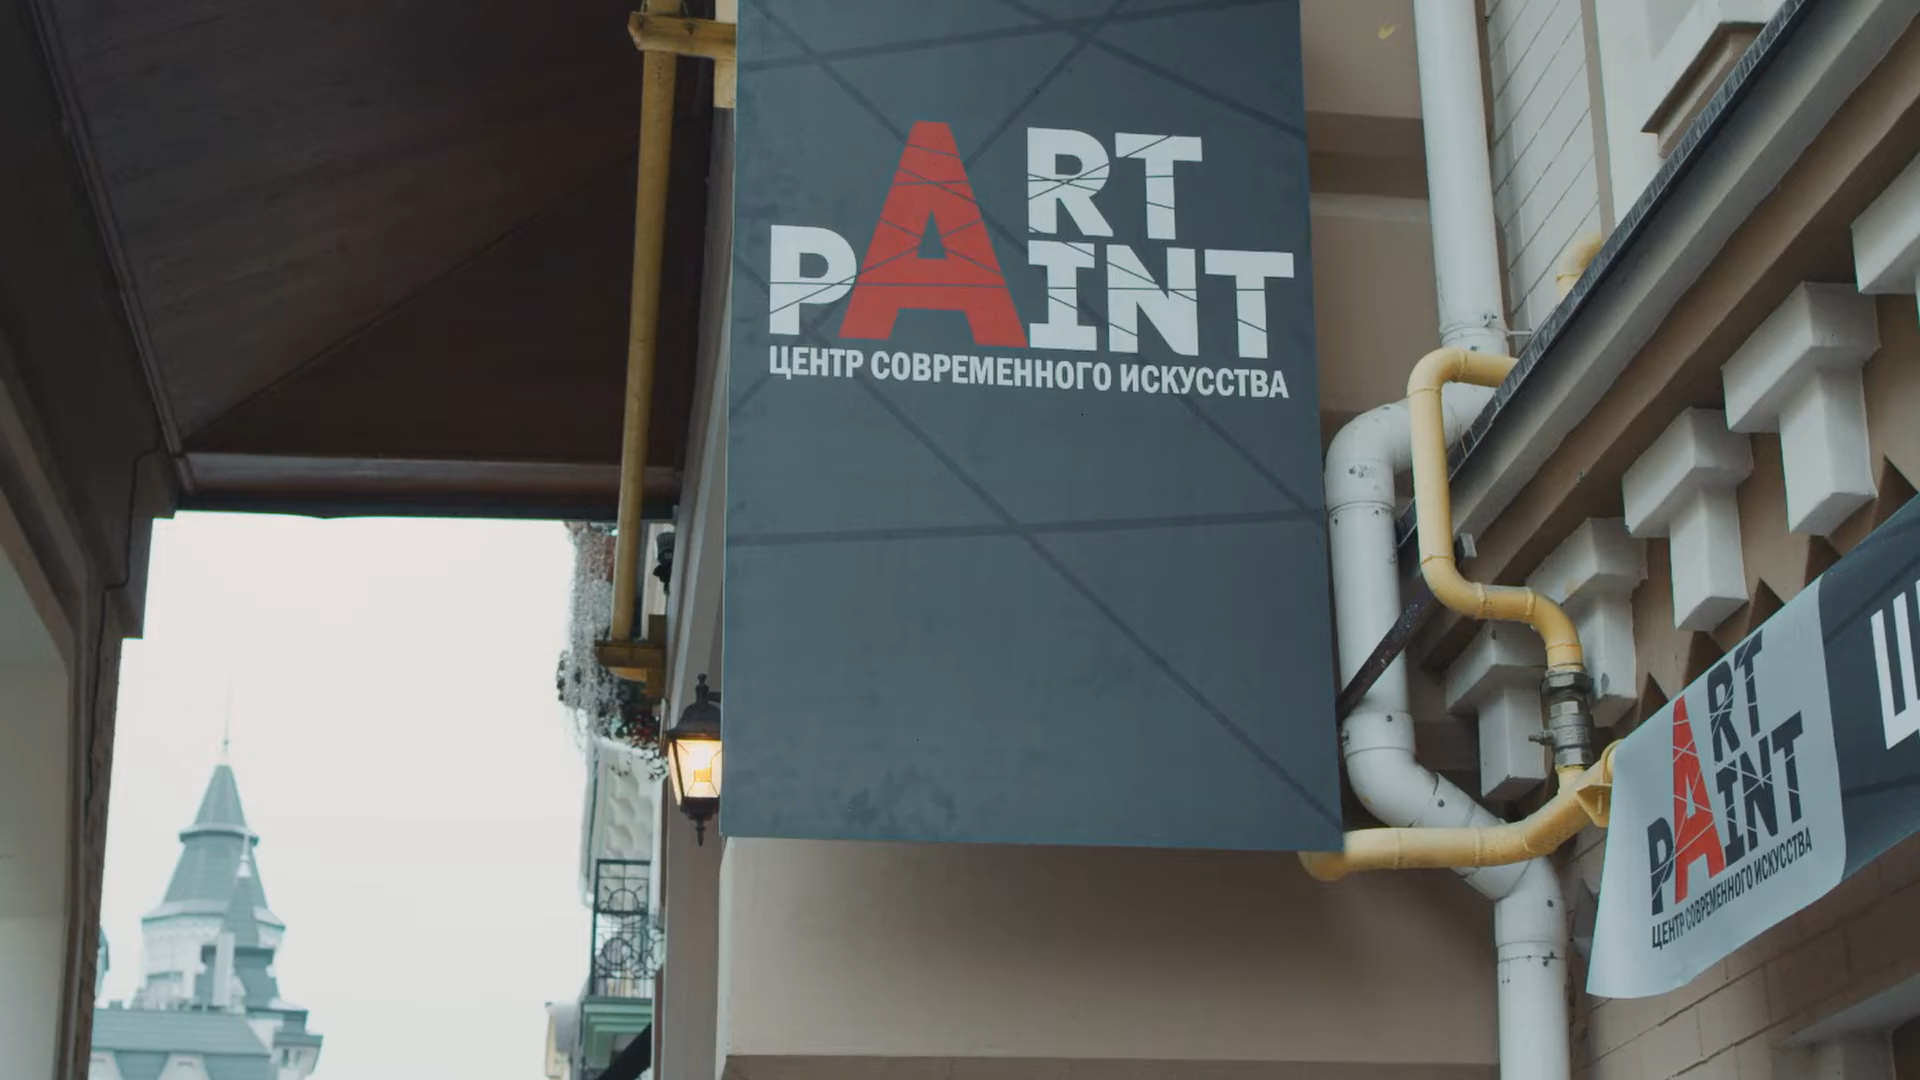 ART
PAINT
ЦЕНТР СОВРЕМЕННОГО ИСКУССТВА
ART
PAINT
ЦЕНТР СОВРЕМЕННОГО ИСКУССТВА